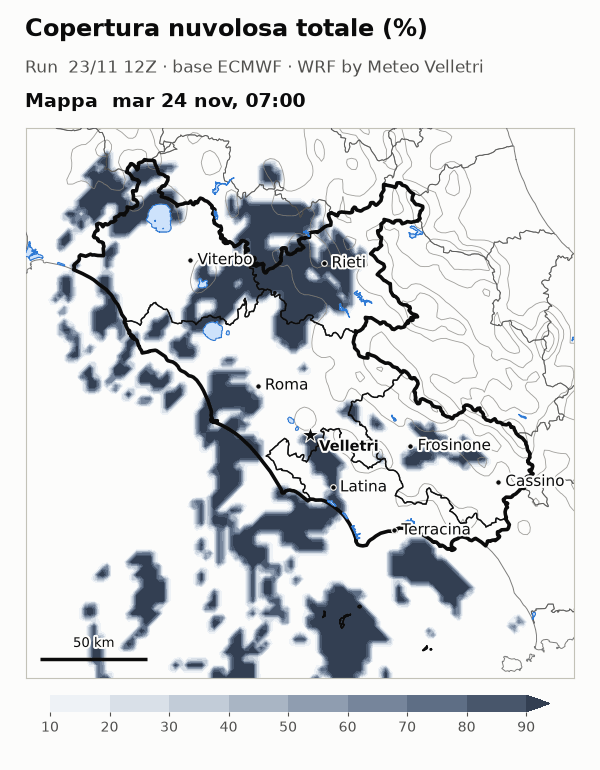 Copertura nuvolosa totale (%)
Run 23/11 12Z · base ECMWF · WRF by Meteo Velletri
Mappa mar 24 nov, 07:00
Viterbo
Rieti
Roma
Velletri
Frosinone
Latina
Cassino
Terracina
50 km
10 20 30 40 50 60 70 80 90